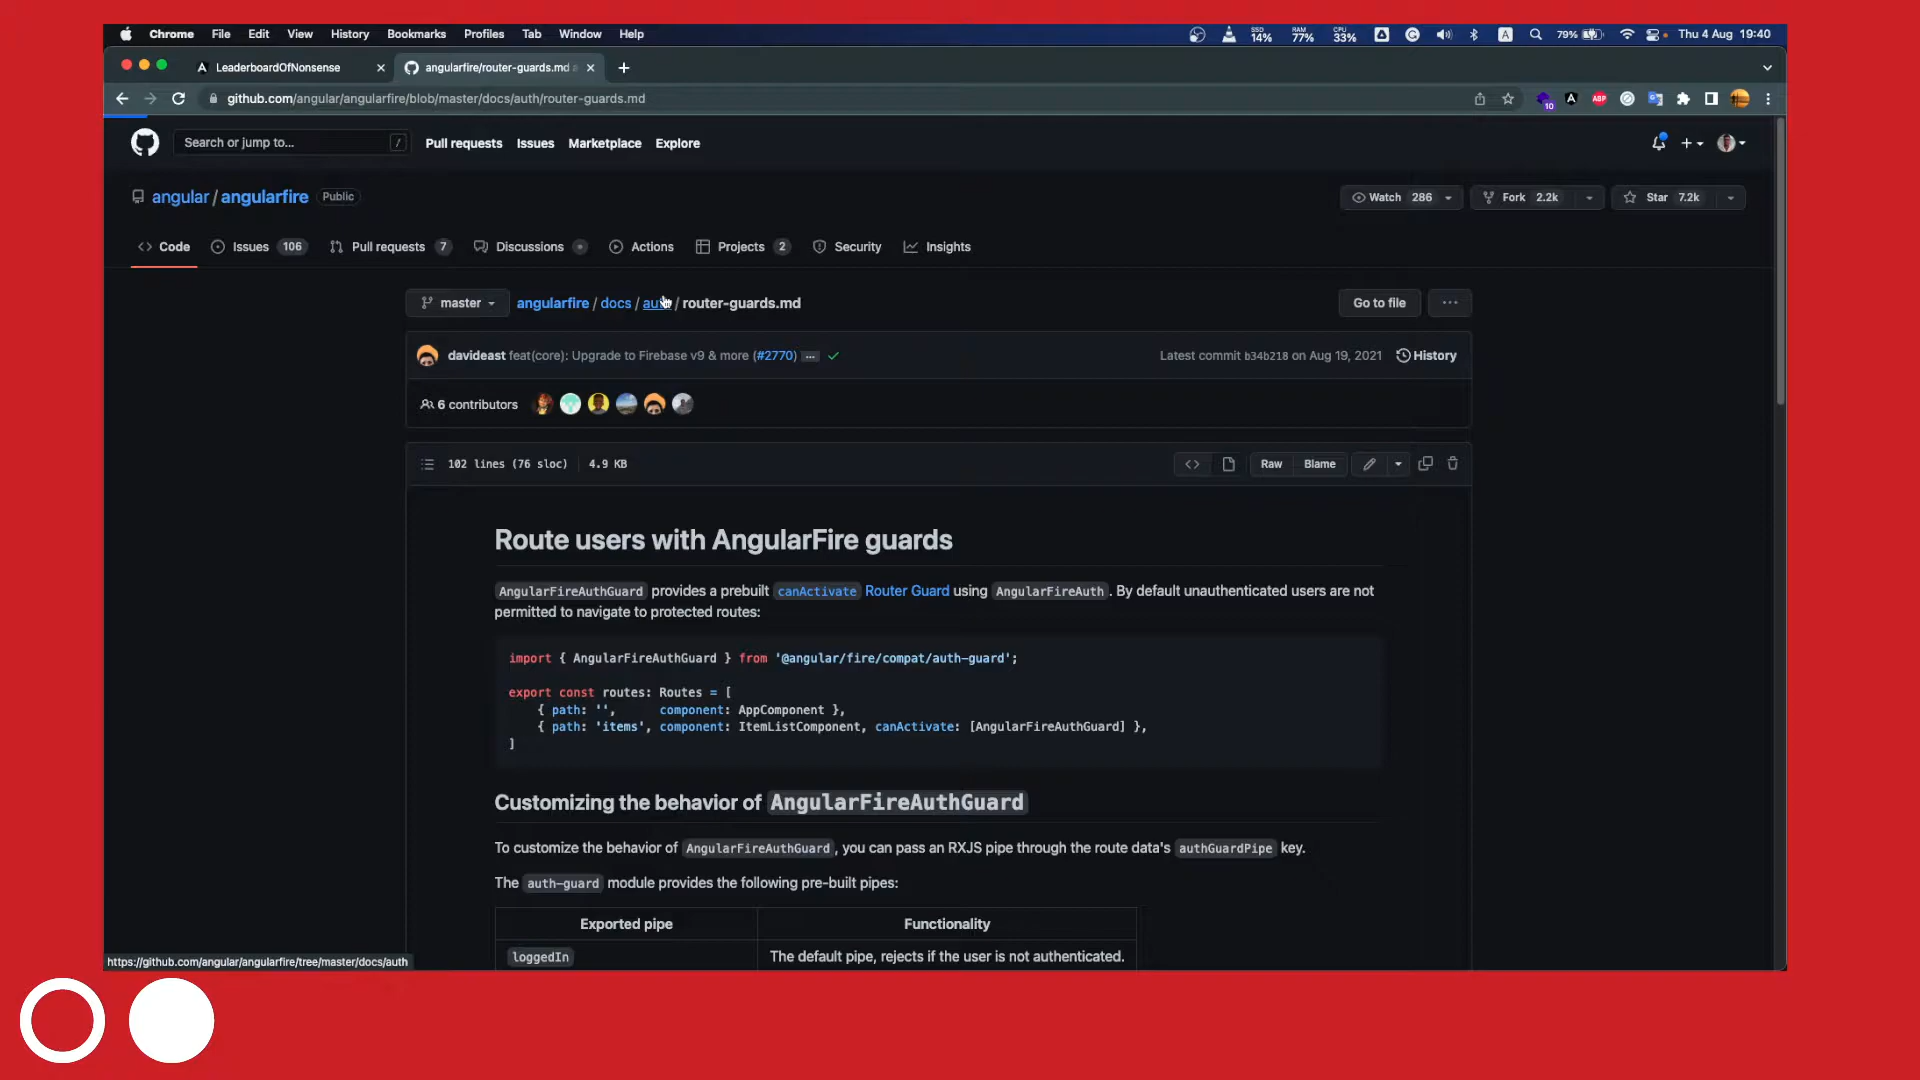 Chrome File Edit View History Bookmarks Profiles Tab Window Help SSD 14% RAM 77% CPU 33% A 79% Thu 4 Aug 19:40
LeaderboardOfNonsense angularfire/router-guards.md a
github.com/angular/angularfire/blob/master/docs/auth/router-guards.md 10 A ABP
Search or jump to... / Pull requests Issues Marketplace Explore
angular / angularfire Public Watch 286 Fork 2.2k Star 7.2k
Code Issues 106 Pull requests 7 Discussions Actions Projects 2 Security Insights
master angularfire / docs / auth / router-guards.md Go to file ...
davideast feat(core): Upgrade to Firebase v9 & more (#2770) ... Latest commit b34b218 on Aug 19, 2021 History
6 contributors
102 lines (76 sloc) 4.9 KB Raw Blame
Route users with AngularFire guards
AngularFireAuthGuard provides a prebuilt canActivate Router Guard using AngularFireAuth. By default unauthenticated users are not
permitted to navigate to protected routes:
import { AngularFireAuthGuard } from '@angular/fire/compat/auth-guard';
export const routes: Routes = [
{ path: '', component: AppComponent },
{ path: 'items', component: ItemListComponent, canActivate: [AngularFireAuthGuard] },
]
Customizing the behavior of AngularFireAuthGuard
To customize the behavior of AngularFireAuthGuard, you can pass an RXJS pipe through the route data's authGuardPipe key.
The auth-guard module provides the following pre-built pipes:
Exported pipe Functionality
loggedIn The default pipe, rejects if the user is not authenticated.
https://github.com/angular/angularfire/tree/master/docs/auth